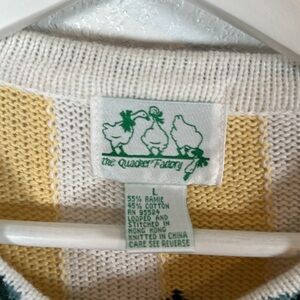 the Quacker Factory
L
55% RAMIE
45% COTTON
RN 95524
LOOPED AND
STITCHED IN
HONG KONG
KNITTED IN CHINA
CARE SEE REVERSE